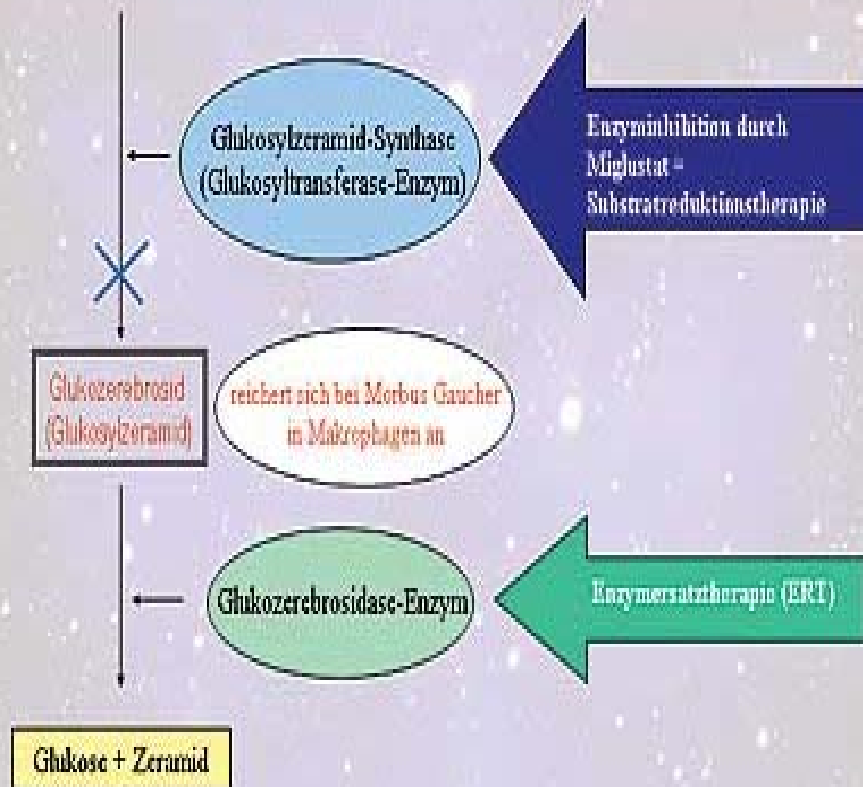 Glukosylzeramid-Synthase
(Glukosyltransferase-Enzym)
Enzyminhibition durch
Miglustat =
Substratreduktionstherapie
Glukozerebrosid
(Glukosylzeramid)
reichert sich bei Morbus Gaucher
in Makrophagen an
Glukozerebrosidase-Enzym
Enzymersatztherapie (ERT)
Glukose + Zeramid